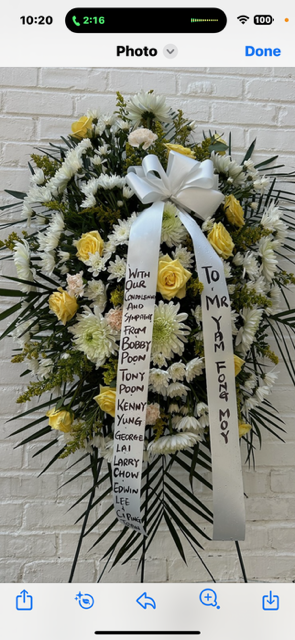 10:20
2:16
100
Photo
Done
WITH
OUR
CONDOLENCE
AND
SYMPATHY
FROM
BOBBY
POON
TONY
POON
KENNY
YUNG
GEORGE
LAI
LARRY
CHOW
EDWIN
LEE
&
TO, MR YAM FONG MOY